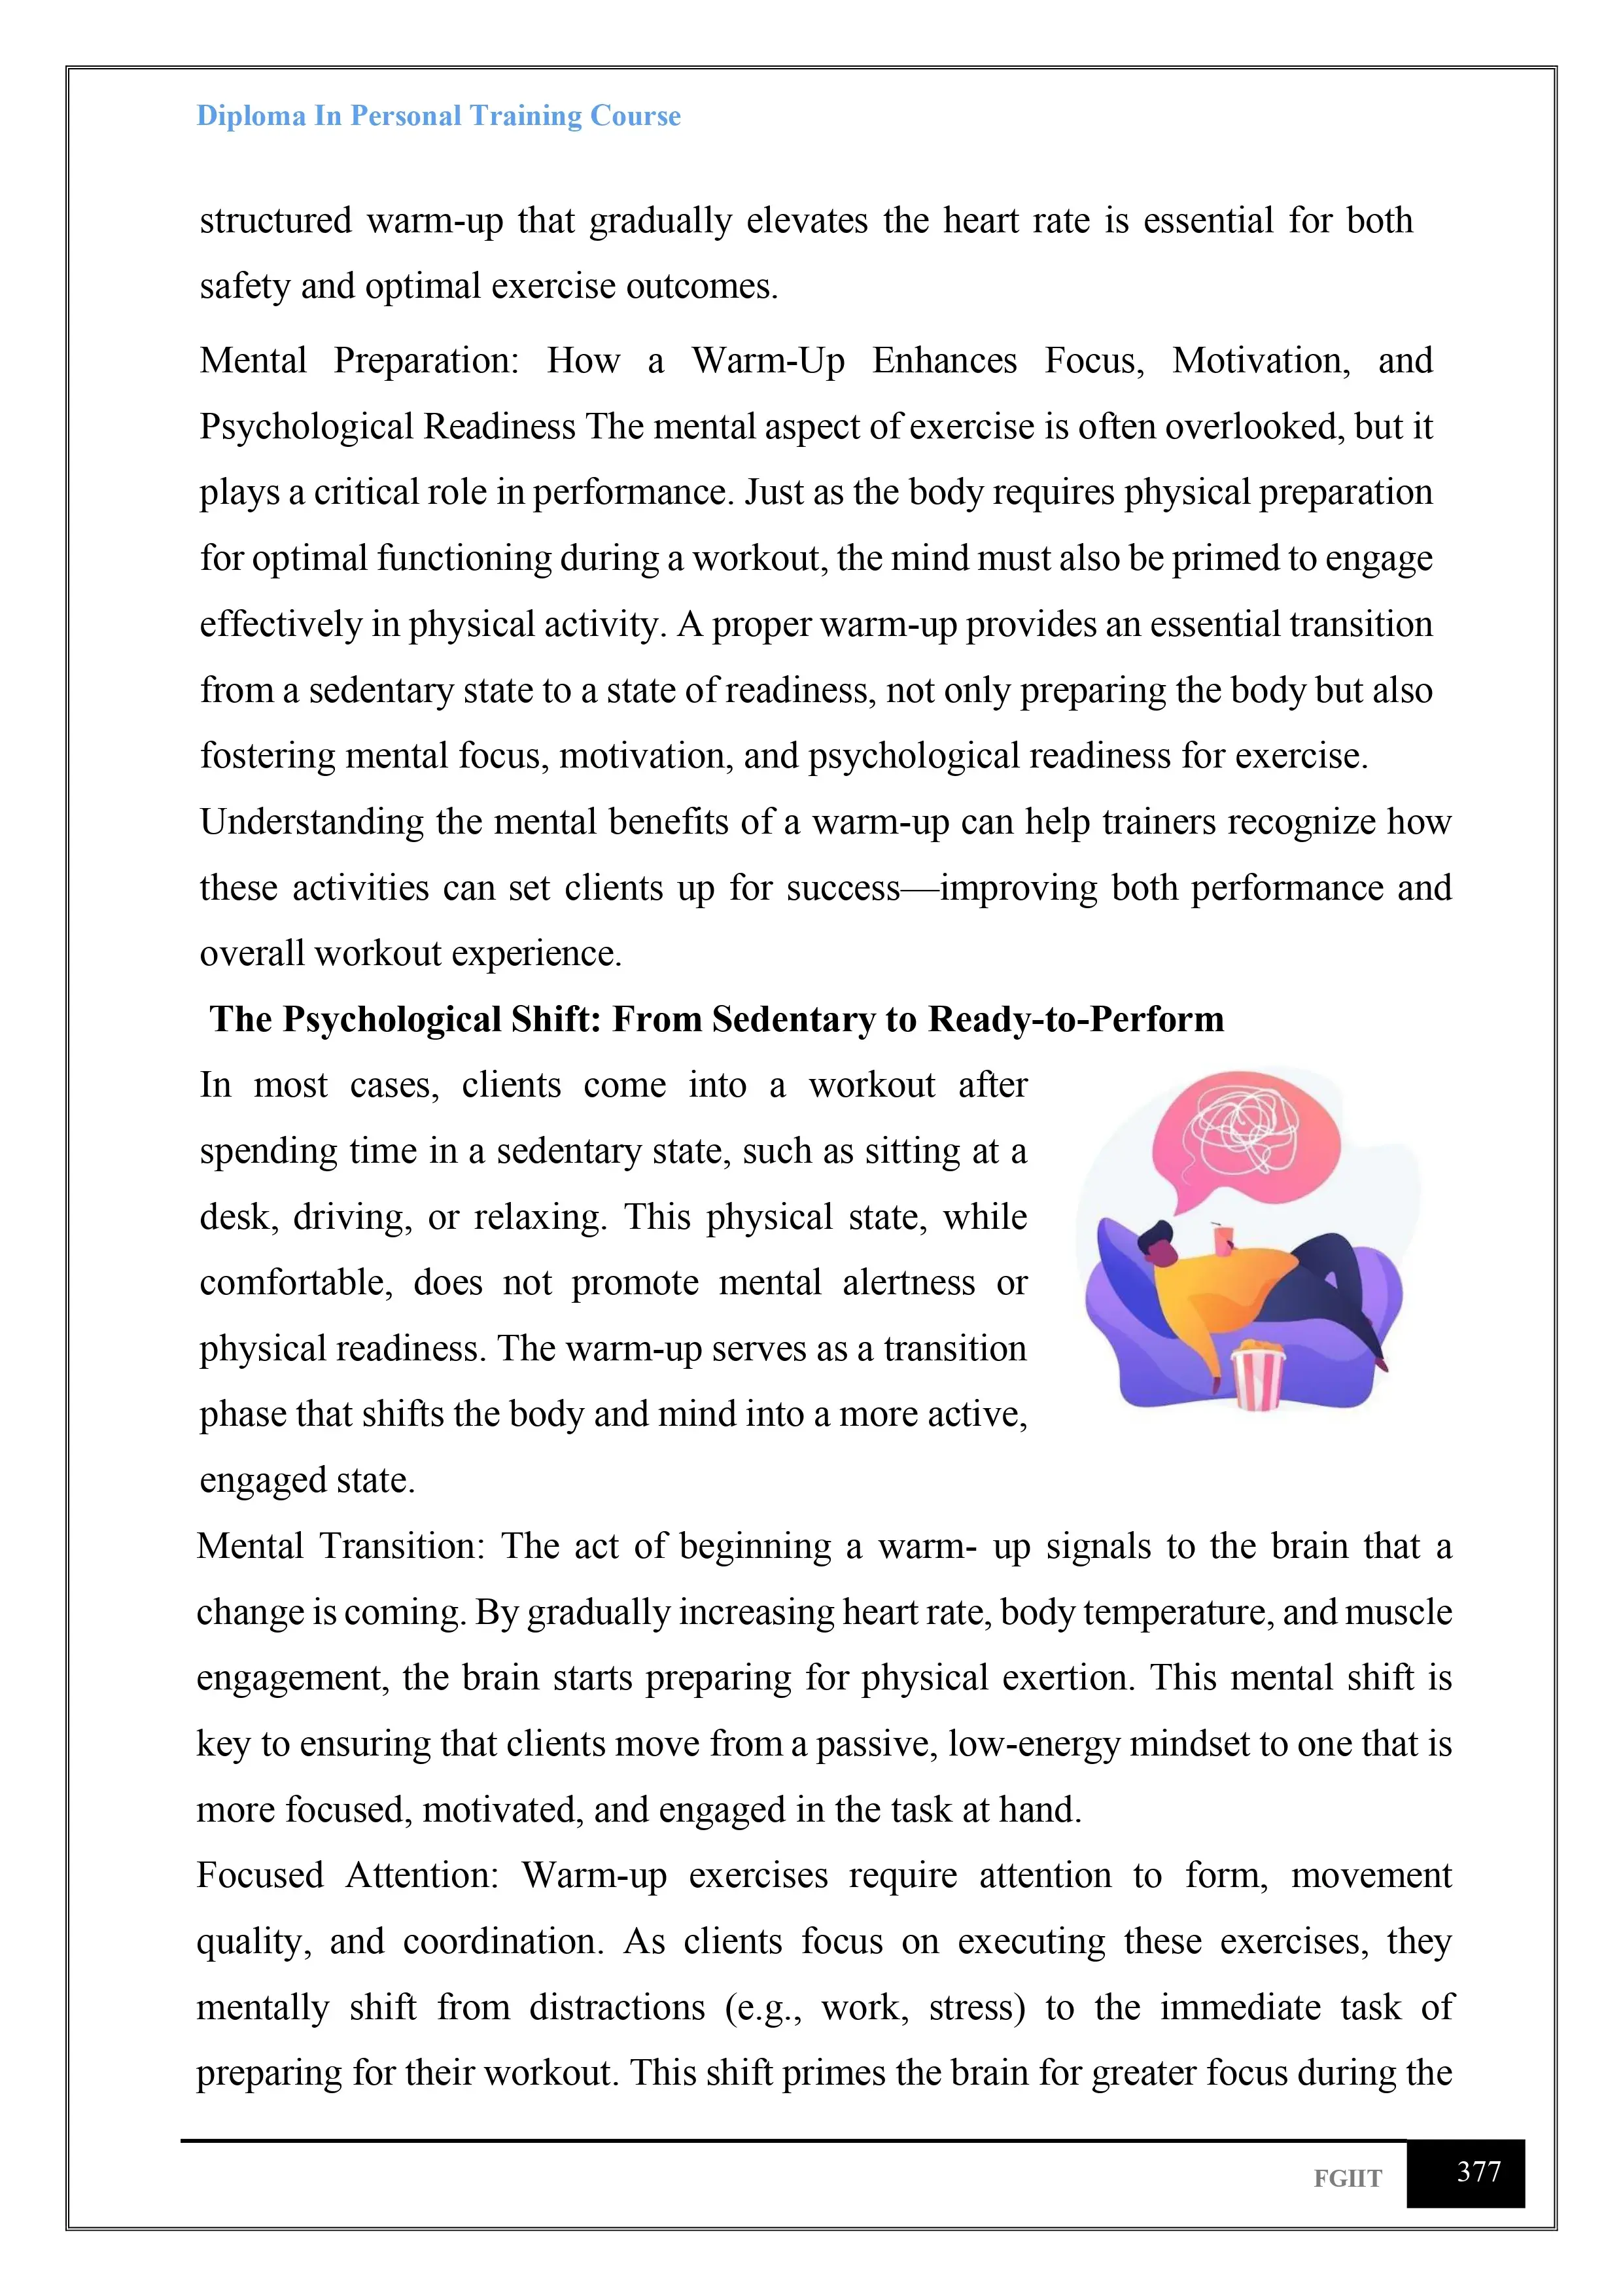 Diploma In Personal Training Course
structured warm-up that gradually elevates the heart rate is essential for both
safety and optimal exercise outcomes.
Mental Preparation: How a Warm-Up Enhances Focus, Motivation, and
Psychological Readiness The mental aspect of exercise is often overlooked, but it
plays a critical role in performance. Just as the body requires physical preparation
for optimal functioning during a workout, the mind must also be primed to engage
effectively in physical activity. A proper warm-up provides an essential transition
from a sedentary state to a state of readiness, not only preparing the body but also
fostering mental focus, motivation, and psychological readiness for exercise.
Understanding the mental benefits of a warm-up can help trainers recognize how
these activities can set clients up for success—improving both performance and
overall workout experience.
The Psychological Shift: From Sedentary to Ready-to-Perform
In most cases, clients come into a workout after
spending time in a sedentary state, such as sitting at a
desk, driving, or relaxing. This physical state, while
comfortable, does not promote mental alertness or
physical readiness. The warm-up serves as a transition
phase that shifts the body and mind into a more active,
engaged state.
Mental Transition: The act of beginning a warm- up signals to the brain that a
change is coming. By gradually increasing heart rate, body temperature, and muscle
engagement, the brain starts preparing for physical exertion. This mental shift is
key to ensuring that clients move from a passive, low-energy mindset to one that is
more focused, motivated, and engaged in the task at hand.
Focused Attention: Warm-up exercises require attention to form, movement
quality, and coordination. As clients focus on executing these exercises, they
mentally shift from distractions (e.g., work, stress) to the immediate task of
preparing for their workout. This shift primes the brain for greater focus during the
FGIIT
377